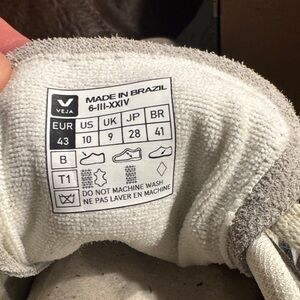 VEJA
MADE IN BRAZIL
6-III-XXIV
EUR US UK JP BR
43 10 9 28 41
B
T1
DO NOT MACHINE WASH
NE PAS LAVER EN MACHINE